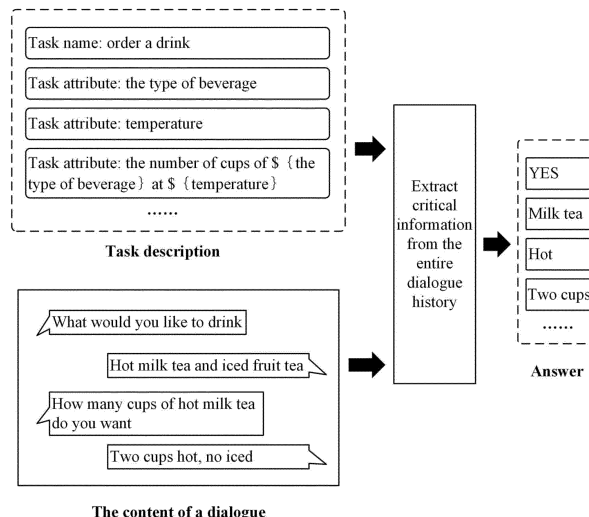 Task name: order a drink
Task attribute: the type of beverage
Task attribute: temperature
Task attribute: the number of cups of $ {the
type of beverage} at $ {temperature}
......
Task description
What would you like to drink
Hot milk tea and iced fruit tea
How many cups of hot milk tea
do you want
Two cups hot, no iced
The content of a dialogue
Extract
critical
information
from the
entire
dialogue
history
YES
Milk tea
Hot
Two cups
......
Answer